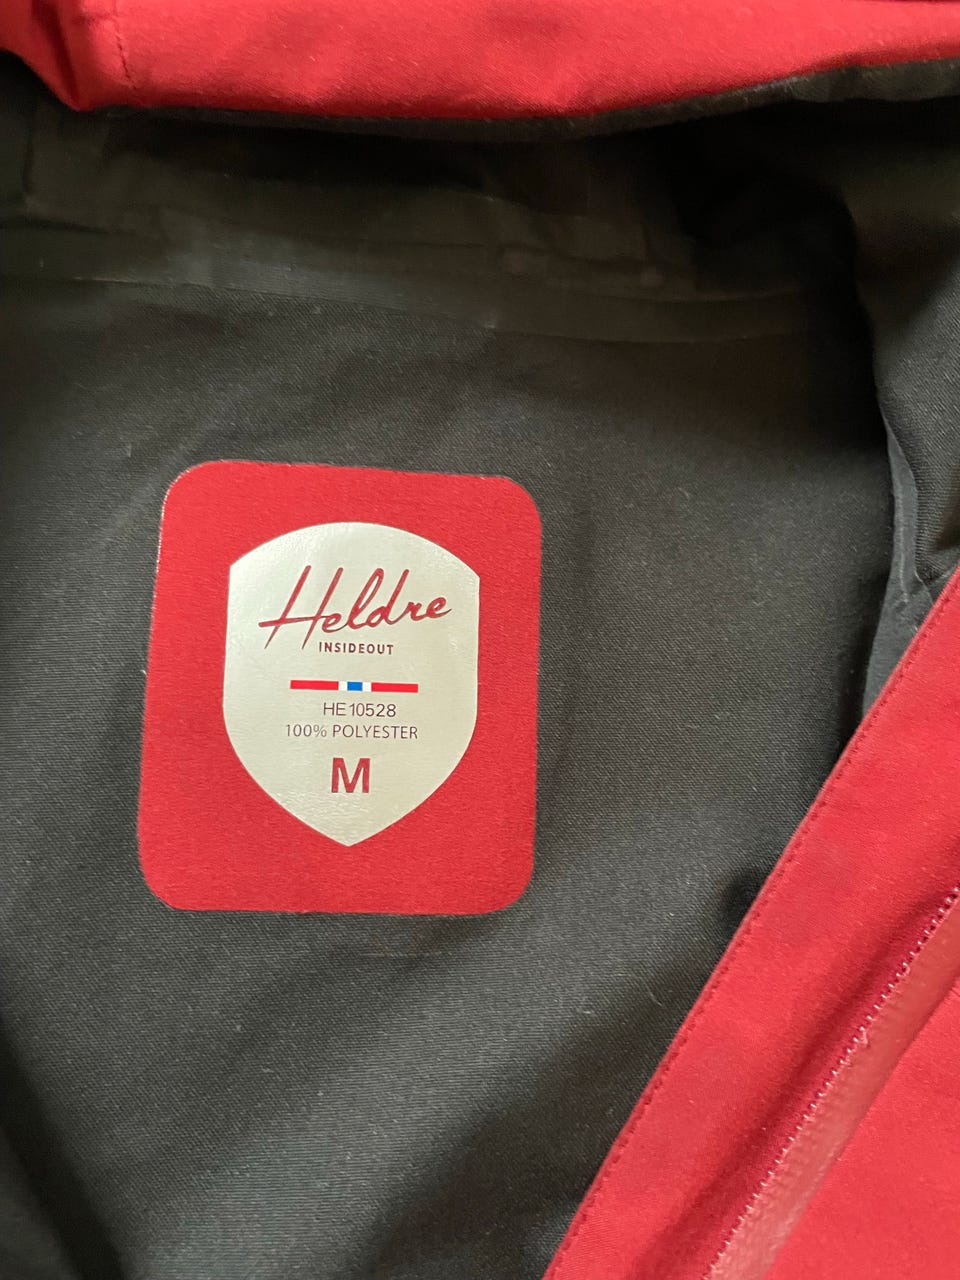 Heldre
INSIDEOUT
HE10528
100% POLYESTER
M